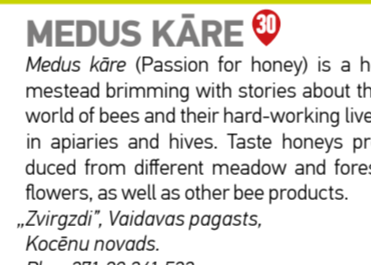 MEDUS KĀRE 30
Medus kāre (Passion for honey) is a h
mestead brimming with stories about th
world of bees and their hard-working live
in apiaries and hives. Taste honeys pr
duced from different meadow and fores
flowers, as well as other bee products.
„Zvirgzdi”, Vaidavas pagasts,
Kocēnu novads.